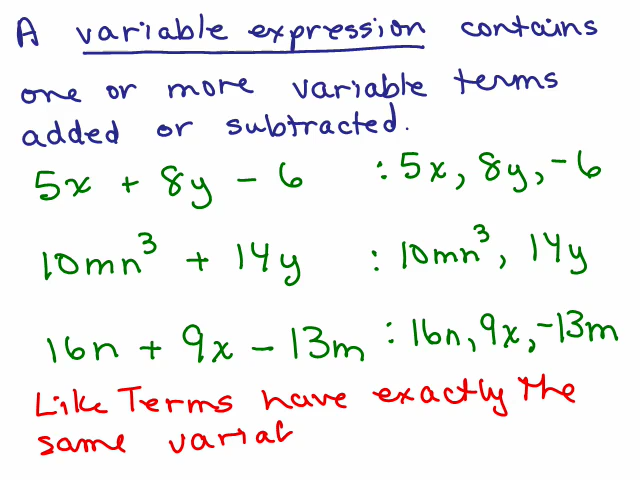 A variable expression contains
one or more variable terms
added or subtracted.
5x + 8y - 6 : 5x, 8y, -6
10mn³ + 14y : 10mn³, 14y
16n + 9x - 13m : 16n, 9x, -13m
Like Terms have exactly the
same variab